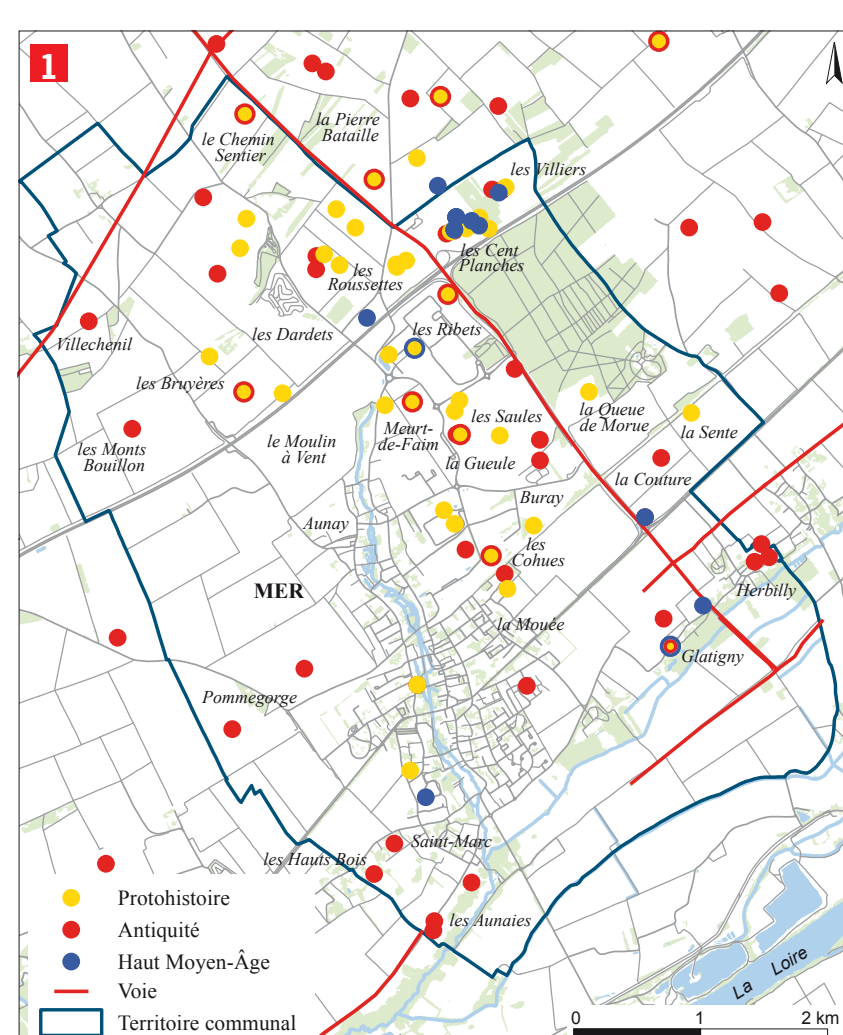 1
la Pierre
Bataille
le Chemin
Sentier
les Villiers
les Cent
Planches
les
Roussettes
les Dardets
les Ribets
Villechenil
les Bruyères
les Saules
la Queue
de Morue
la Sente
Meurt-
de-Faim
le Moulin
à Vent
les Monts
Bouillon
la Gueule
la Couture
Buray
Aunay
les
Cohues
MER
Herbilly
la Mouée
Glatigny
Pommegorge
Saint-Marc
les Hauts Bois
les Aunaies
La Loire
Protohistoire
Antiquité
Haut Moyen-Âge
Voie
Territoire communal
0 1 2 km